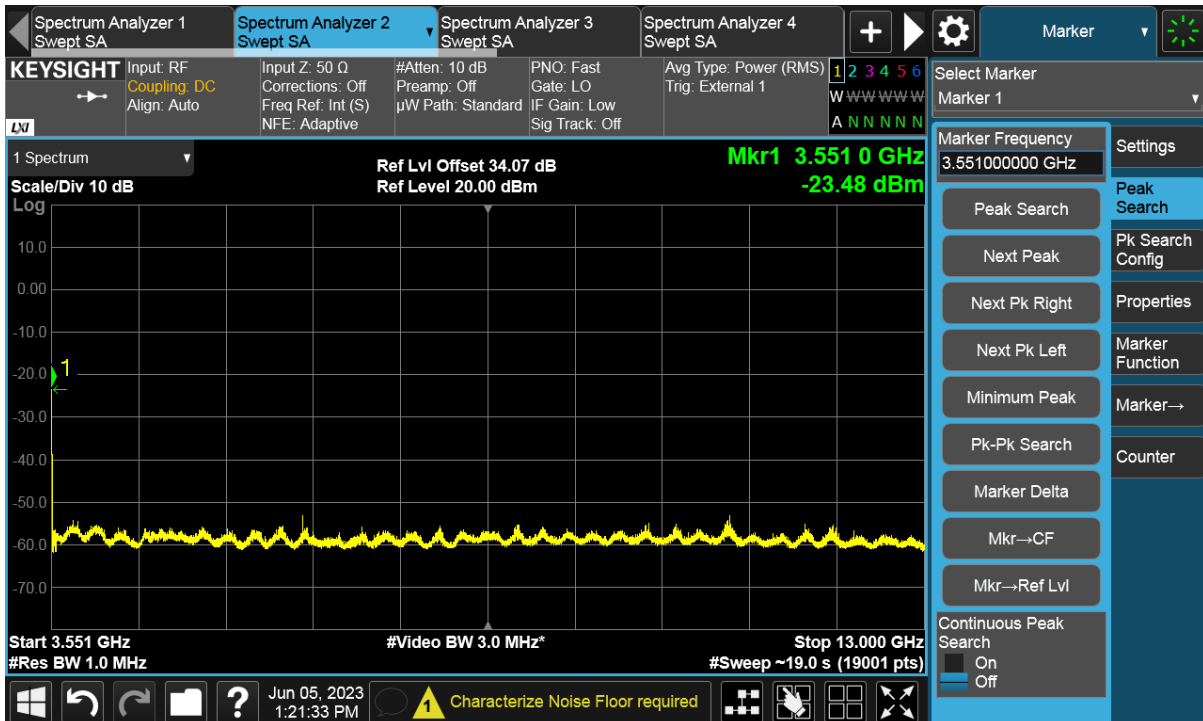 Spectrum Analyzer 1
Swept SA
Spectrum Analyzer 2
Swept SA
Spectrum Analyzer 3
Swept SA
Spectrum Analyzer 4
Swept SA
+
Marker
KEYSIGHT
LXI
Input: RF
Coupling: DC
Align: Auto
Input Z: 50 Ω
Corrections: Off
Freq Ref: Int (S)
NFE: Adaptive
#Atten: 10 dB
Preamp: Off
µW Path: Standard
PNO: Fast
Gate: LO
IF Gain: Low
Sig Track: Off
Avg Type: Power (RMS)
Trig: External 1
1 2 3 4 5 6
W W W W W W
A N N N N N
Select Marker
Marker 1
1 Spectrum
Scale/Div 10 dB
Log
Ref Lvl Offset 34.07 dB
Ref Level 20.00 dBm
Mkr1 3.551 0 GHz
-23.48 dBm
10.0
0.00
-10.0
-20.0
-30.0
-40.0
-50.0
-60.0
-70.0
1
Start 3.551 GHz
#Res BW 1.0 MHz
#Video BW 3.0 MHz*
Stop 13.000 GHz
#Sweep ~19.0 s (19001 pts)
Marker Frequency
3.551000000 GHz
Peak Search
Next Peak
Next Pk Right
Next Pk Left
Minimum Peak
Pk-Pk Search
Marker Delta
Mkr→CF
Mkr→Ref Lvl
Continuous Peak
Search
On
Off
Settings
Peak
Search
Pk Search
Config
Properties
Marker
Function
Marker→
Counter
?
Jun 05, 2023
1:21:33 PM
1
Characterize Noise Floor required